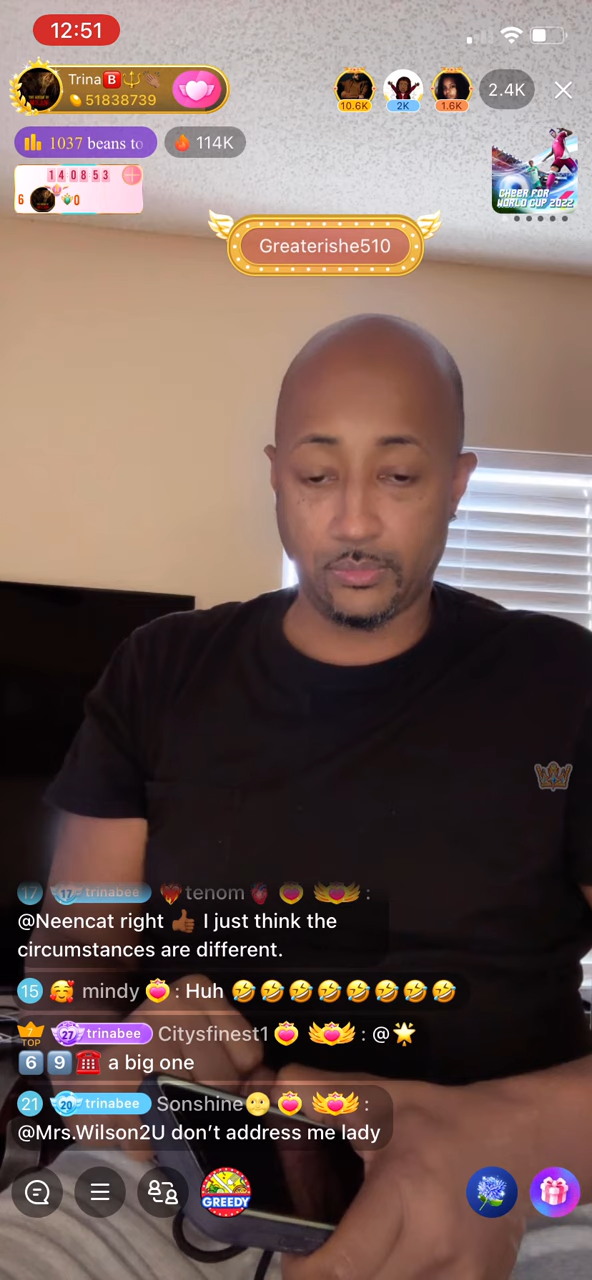 12:51
Trina🅱️🔱
51838739
10.6K
2K
1.6K
2.4K
1037 beans to
114K
140853
6
0
CHEER FOR
WORLD CUP 2022
Greaterishe510
17 17 trinabee ❤️‍🔥tenom🫀 :
@Neencat right 👍🏾 I just think the
circumstances are different.
15 🥰 mindy : Huh 🤣🤣🤣🤣🤣🤣🤣🤣
7 TOP 27 trinabee Citysfinest1 : @🌟
6️⃣9️⃣☎️ a big one
21 20 trinabee Sonshine🌝 :
@Mrs.Wilson2U don’t address me lady
GREEDY